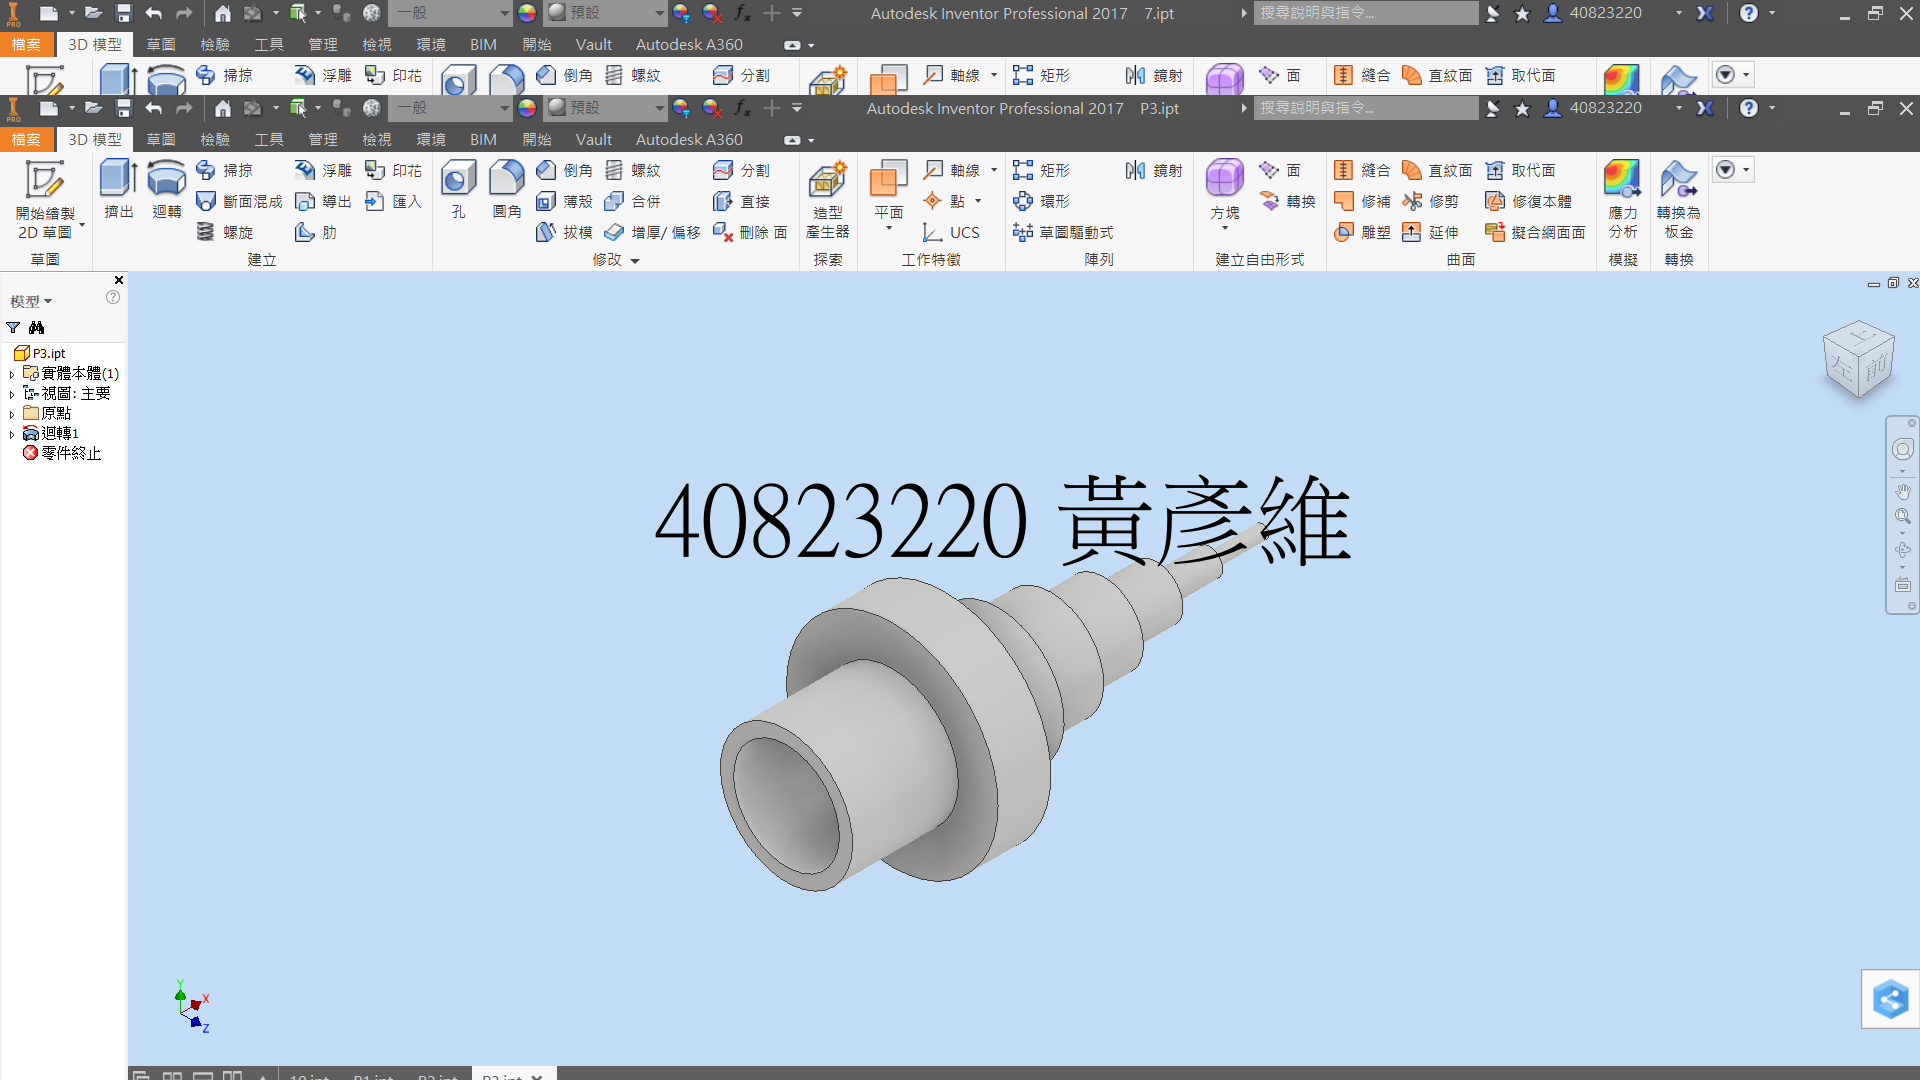 PRO 一般 預設 Autodesk Inventor Professional 2017 7.ipt 搜尋說明與指令... 40823220
檔案 3D 模型 草圖 檢驗 工具 管理 檢視 環境 BIM 開始 Vault Autodesk A360
掃掠 浮雕 印花 倒角 螺紋 分割 軸線 矩形 鏡射 面 縫合 直紋面 取代面
PRO 一般 預設 Autodesk Inventor Professional 2017 P3.ipt 搜尋說明與指令... 40823220
檔案 3D 模型 草圖 檢驗 工具 管理 檢視 環境 BIM 開始 Vault Autodesk A360
掃掠 浮雕 印花 倒角 螺紋 分割 軸線 矩形 鏡射 面 縫合 直紋面 取代面
開始繪製 擠出 迴轉 斷面混成 導出 匯入 孔 圓角 薄殼 合併 直接 造型 平面 點 環形 方塊 轉換 修補 修剪 修復本體 應力 轉換為
2D 草圖 螺旋 肋 拔模 增厚/ 偏移 刪除 面 產生器 UCS 草圖驅動式 雕塑 延伸 擬合網面面 分析 板金
草圖 建立 修改 探索 工作特徵 陣列 建立自由形式 曲面 模擬 轉換
模型
P3.ipt
實體本體(1)
視圖: 主要
原點
迴轉1
零件終止
上
左 前
40823220 黃彥維
Y
X
Z
10.ipt P1.ipt P2.ipt P3.ipt